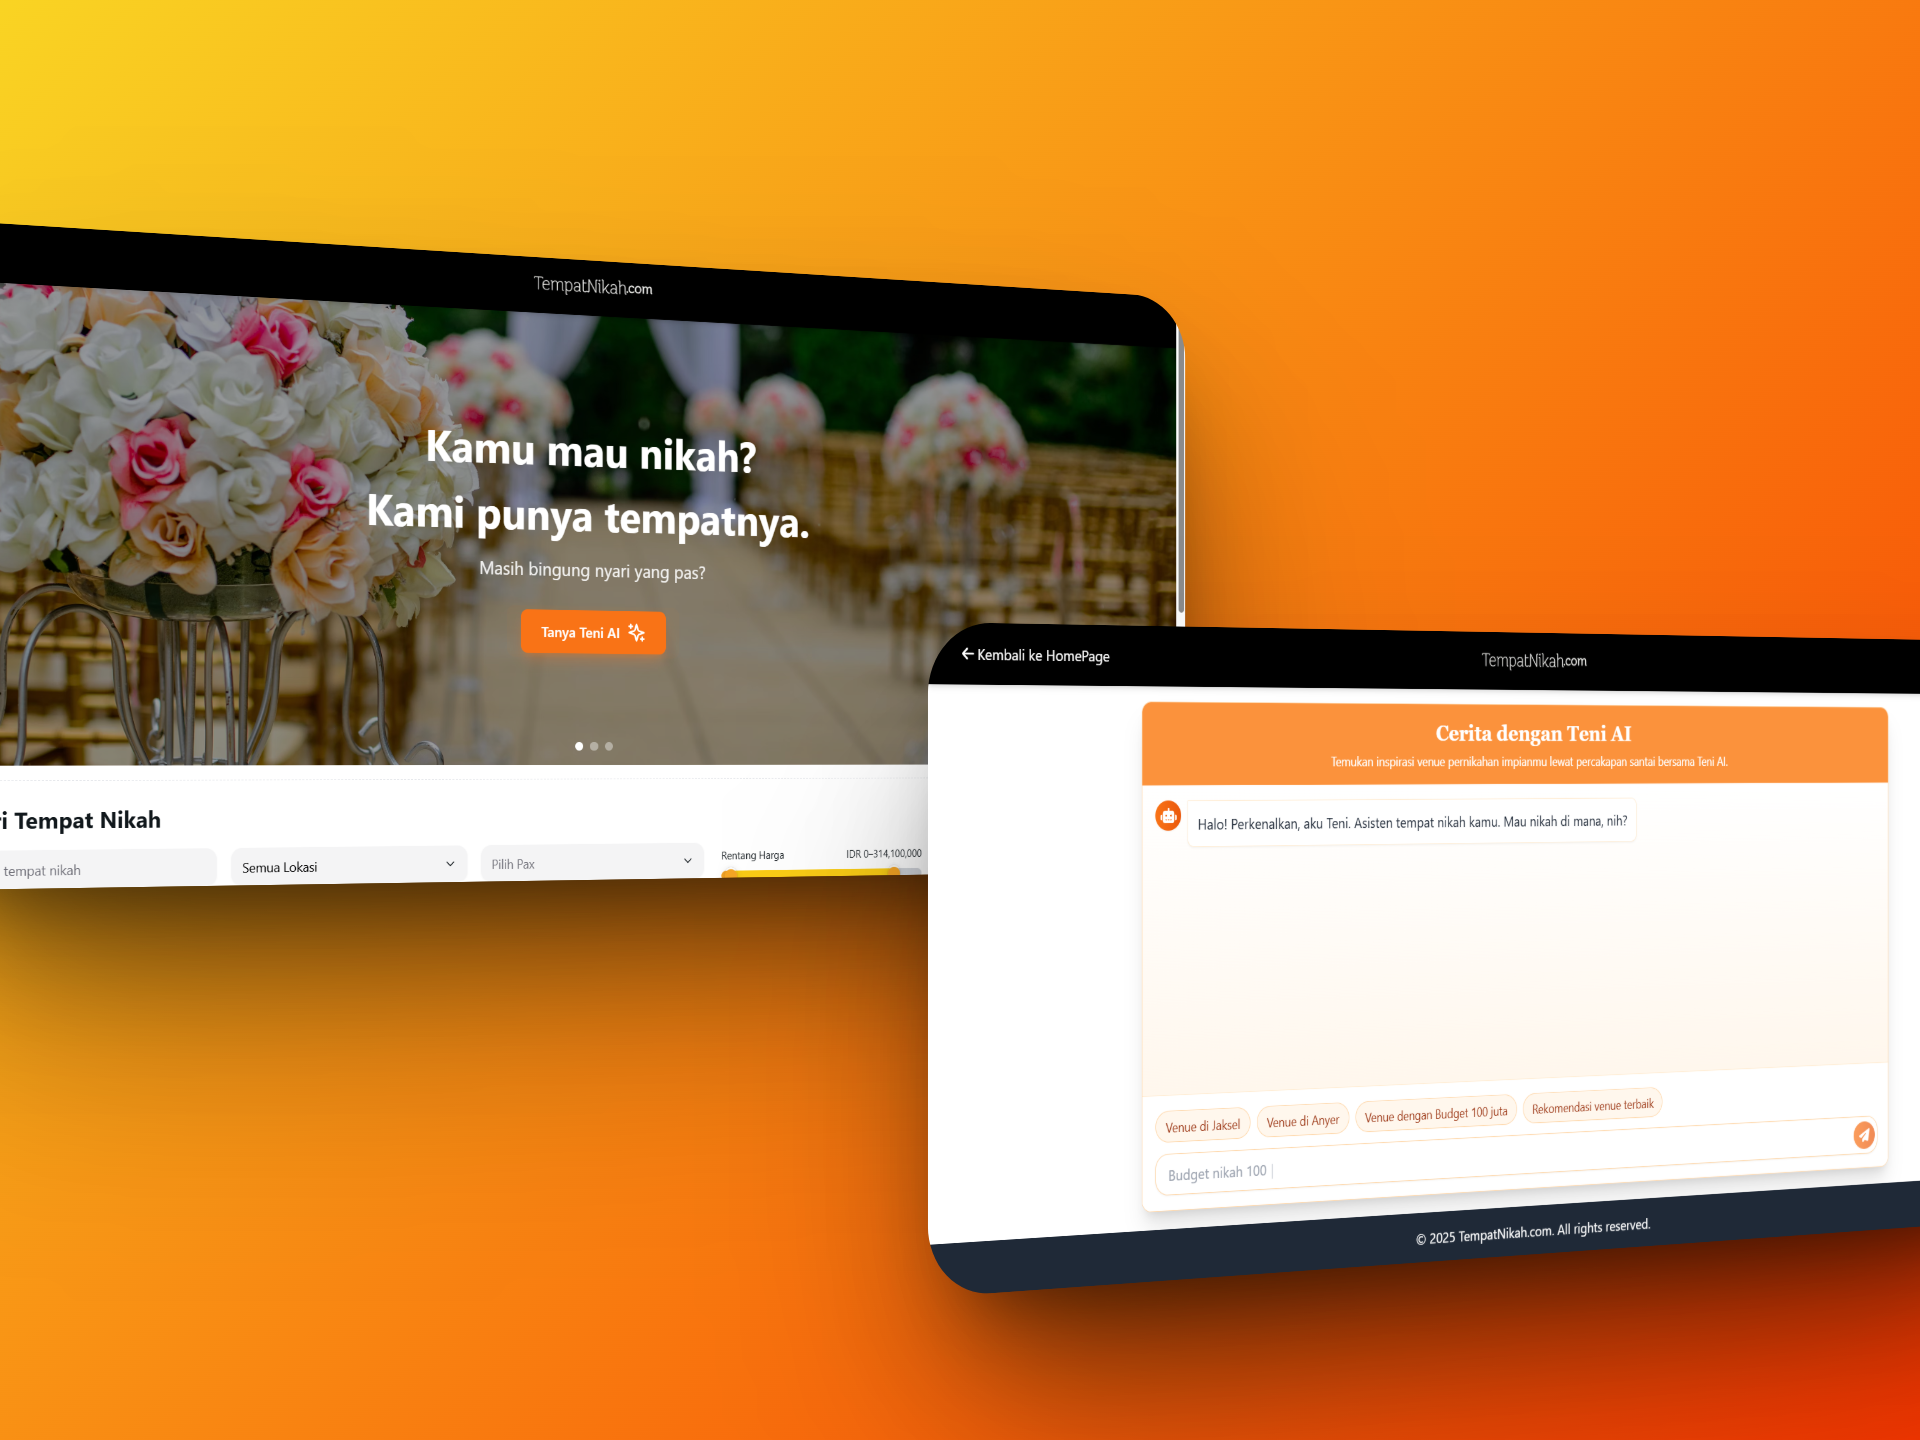 TempatNikah.com
Kamu mau nikah?
Kami punya tempatnya.
Masih bingung nyari yang pas?
Tanya Teni AI
i Tempat Nikah
tempat nikah
Semua Lokasi
Pilih Pax
Rentang Harga
IDR 0–314,100,000
Kembali ke HomePage
TempatNikah.com
Cerita dengan Teni AI
Temukan inspirasi venue pernikahan impianmu lewat percakapan santai bersama Teni AI.
Halo! Perkenalkan, aku Teni. Asisten tempat nikah kamu. Mau nikah di mana, nih?
Venue di Jaksel
Venue di Anyer
Venue dengan Budget 100 juta
Rekomendasi venue terbaik
Budget nikah 100 |
© 2025 TempatNikah.com. All rights reserved.